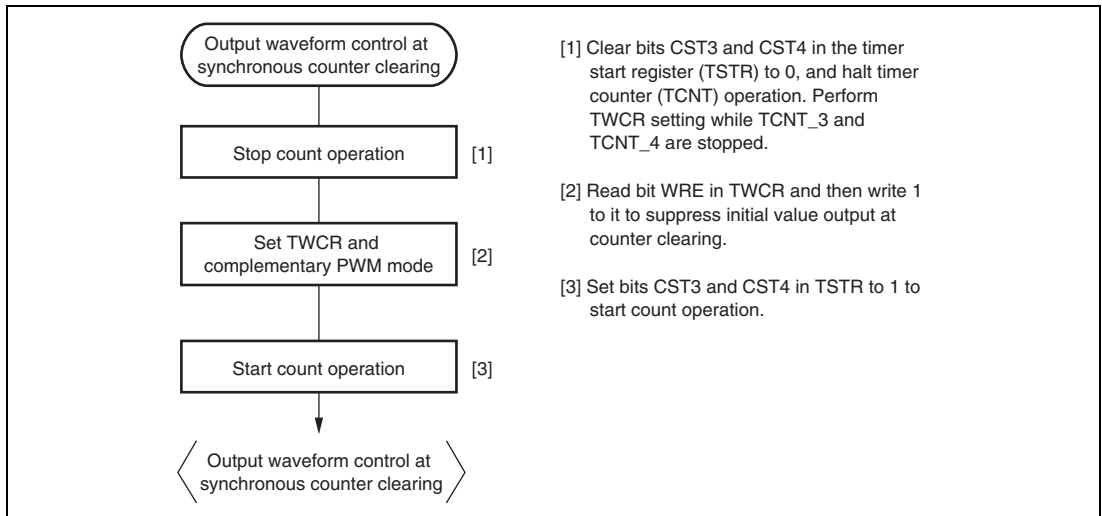 Output waveform control at
synchronous counter clearing
Stop count operation
[1]
Set TWCR and
complementary PWM mode
[2]
Start count operation
[3]
Output waveform control at
synchronous counter clearing
[1] Clear bits CST3 and CST4 in the timer
start register (TSTR) to 0, and halt timer
counter (TCNT) operation. Perform
TWCR setting while TCNT_3 and
TCNT_4 are stopped.
[2] Read bit WRE in TWCR and then write 1
to it to suppress initial value output at
counter clearing.
[3] Set bits CST3 and CST4 in TSTR to 1 to
start count operation.